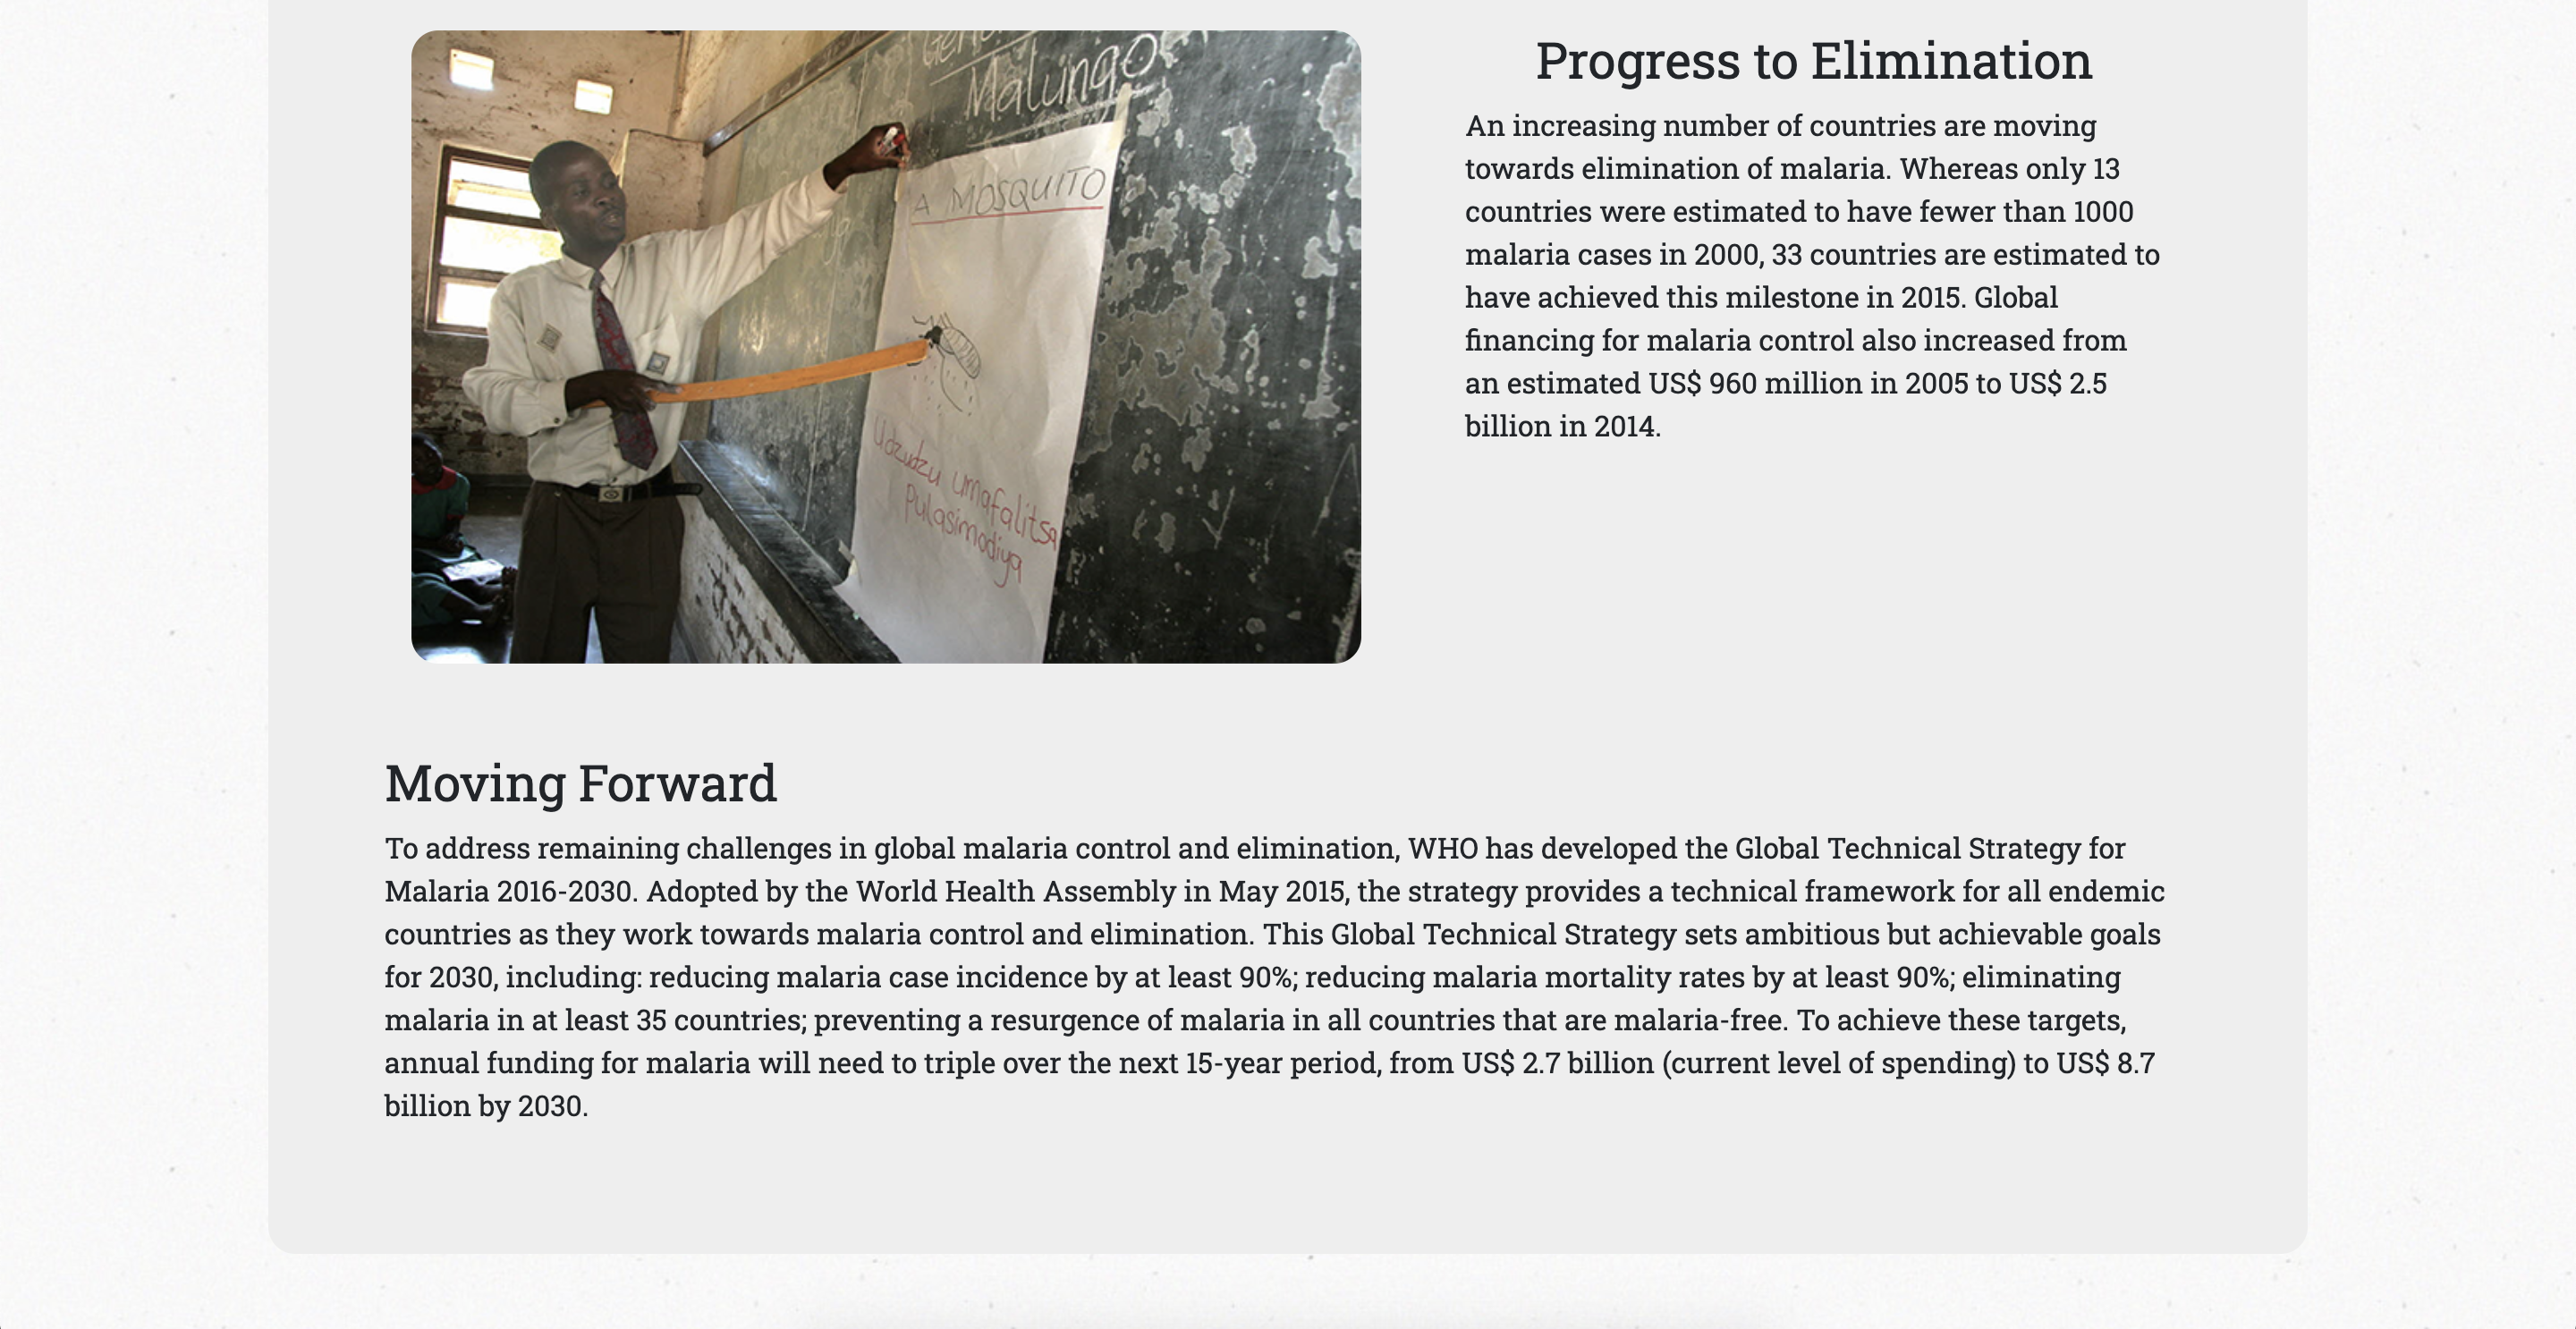 Malungo
A MOSQUITO
Udzudzu umafalitsa
Pulasimodiya
Progress to Elimination
An increasing number of countries are moving
towards elimination of malaria. Whereas only 13
countries were estimated to have fewer than 1000
malaria cases in 2000, 33 countries are estimated to
have achieved this milestone in 2015. Global
financing for malaria control also increased from
an estimated US$ 960 million in 2005 to US$ 2.5
billion in 2014.
Moving Forward
To address remaining challenges in global malaria control and elimination, WHO has developed the Global Technical Strategy for
Malaria 2016-2030. Adopted by the World Health Assembly in May 2015, the strategy provides a technical framework for all endemic
countries as they work towards malaria control and elimination. This Global Technical Strategy sets ambitious but achievable goals
for 2030, including: reducing malaria case incidence by at least 90%; reducing malaria mortality rates by at least 90%; eliminating
malaria in at least 35 countries; preventing a resurgence of malaria in all countries that are malaria-free. To achieve these targets,
annual funding for malaria will need to triple over the next 15-year period, from US$ 2.7 billion (current level of spending) to US$ 8.7
billion by 2030.